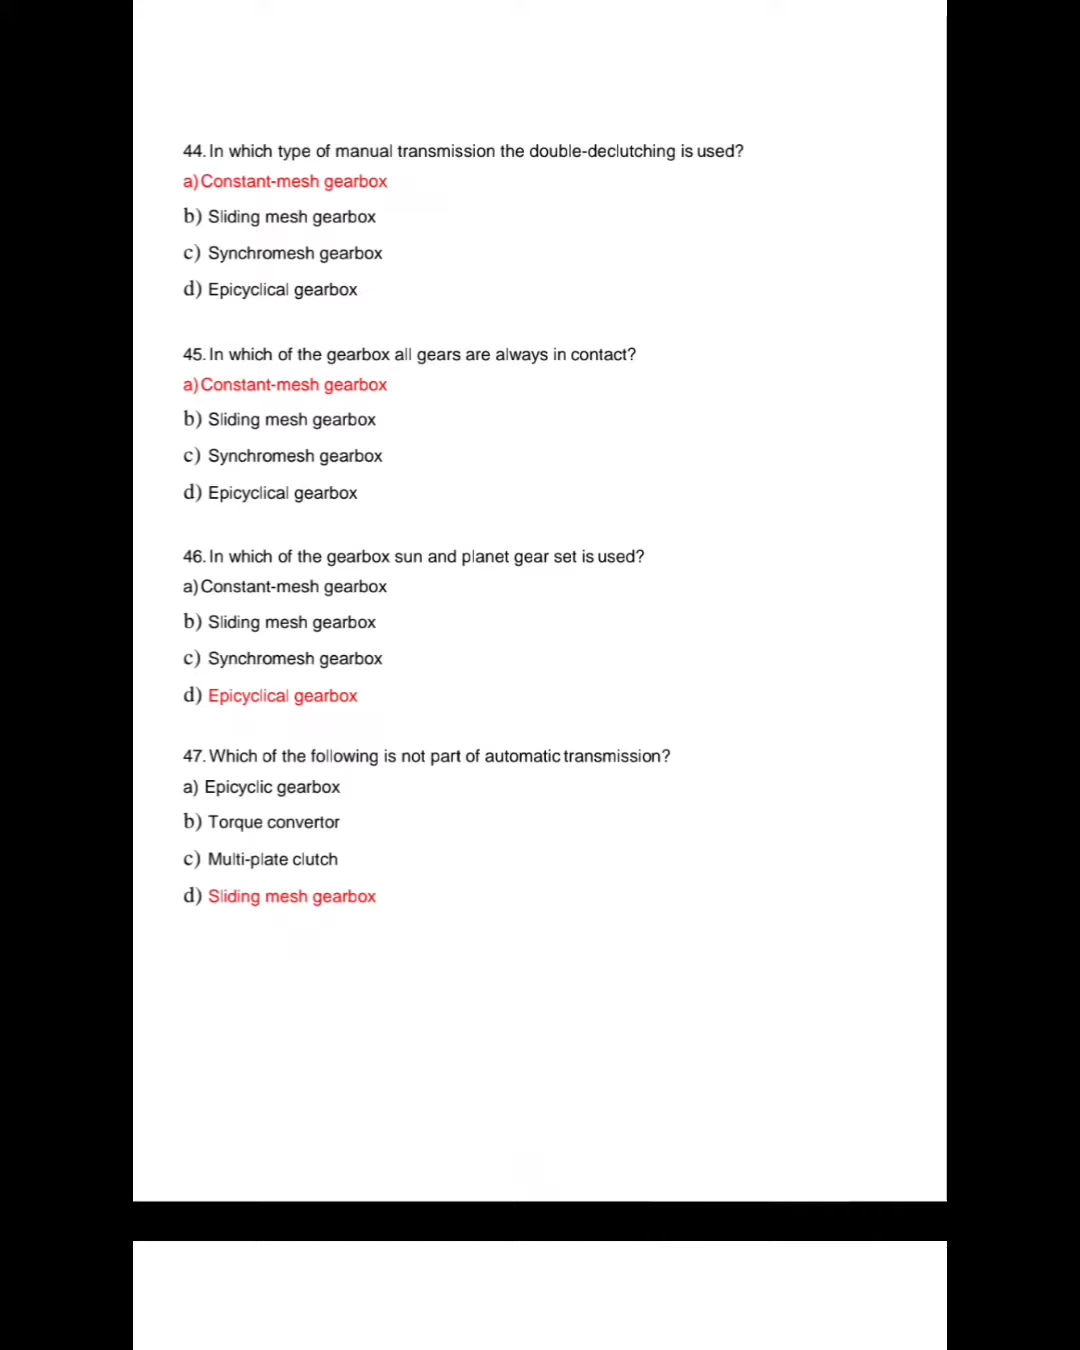 44. In which type of manual transmission the double-declutching is used?
a) Constant-mesh gearbox
b) Sliding mesh gearbox
c) Synchromesh gearbox
d) Epicyclical gearbox
45. In which of the gearbox all gears are always in contact?
a) Constant-mesh gearbox
b) Sliding mesh gearbox
c) Synchromesh gearbox
d) Epicyclical gearbox
46. In which of the gearbox sun and planet gear set is used?
a) Constant-mesh gearbox
b) Sliding mesh gearbox
c) Synchromesh gearbox
d) Epicyclical gearbox
47. Which of the following is not part of automatic transmission?
a) Epicyclic gearbox
b) Torque convertor
c) Multi-plate clutch
d) Sliding mesh gearbox